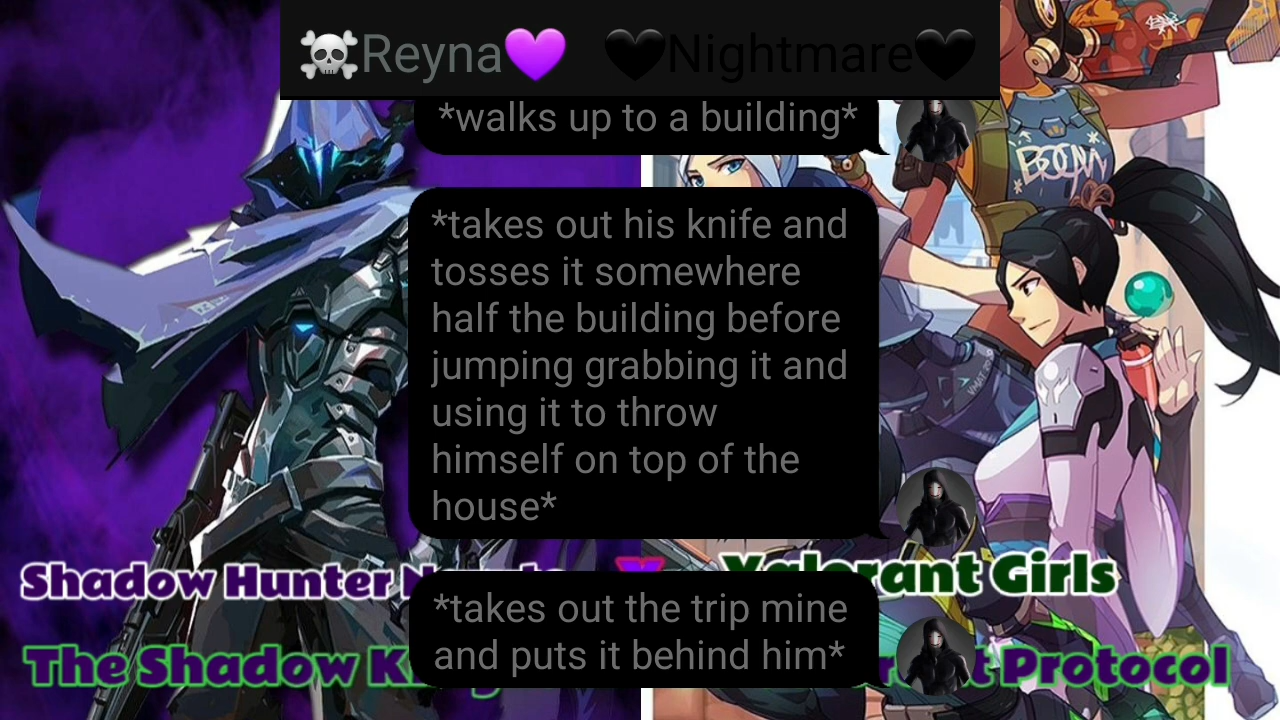 ☠️Reyna💜 🖤Nightmare🖤
*walks up to a building*
BOOM
*takes out his knife and
tosses it somewhere
half the building before
jumping grabbing it and
using it to throw
himself on top of the
house*
Shadow Hunter
Valorant Girls
*takes out the trip mine
and puts it behind him*
The Shadow
Protocol